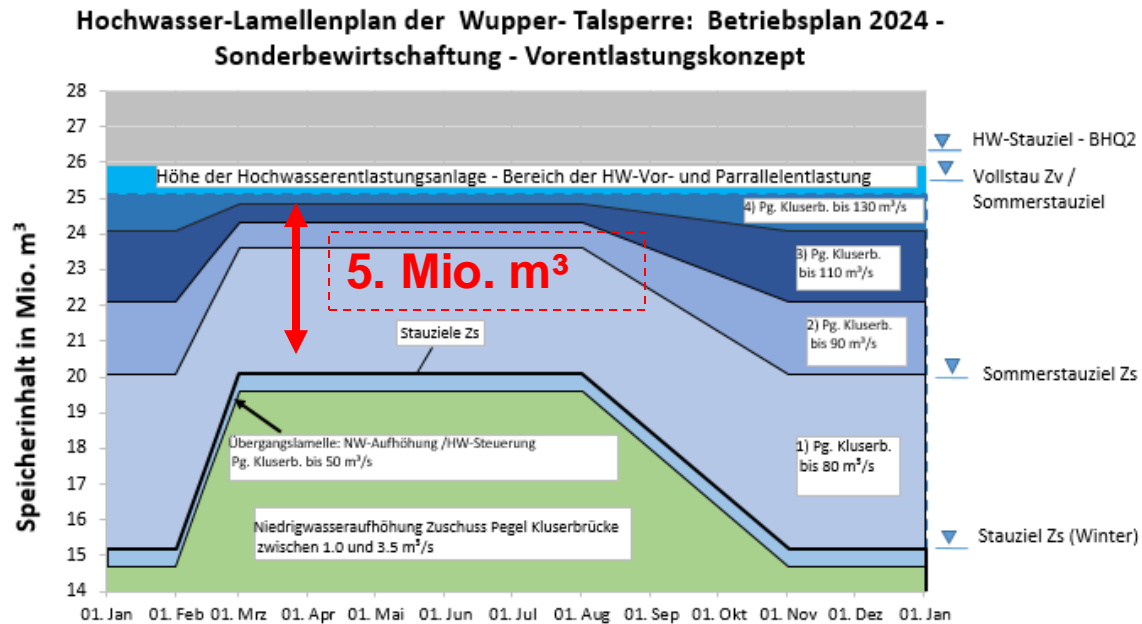 Hochwasser-Lamellenplan der Wupper- Talsperre: Betriebsplan 2024 -
Sonderbewirtschaftung - Vorentlastungskonzept
Speicherinhalt in Mio. m³
28
27
26
25
24
23
22
21
20
19
18
17
16
15
14
HW-Stauziel - BHQ2
Höhe der Hochwasserentlastungsanlage - Bereich der HW-Vor- und Parrallelentlastung
Vollstau Zv /
Sommerstauziel
4) Pg. Kluserb. bis 130 m³/s
3) Pg. Kluserb.
bis 110 m³/s
5. Mio. m³
2) Pg. Kluserb.
bis 90 m³/s
Stauziele Zs
Sommerstauziel Zs
Übergangslamelle: NW-Aufhöhung /HW-Steuerung
Pg. Kluserb. bis 50 m³/s
1) Pg. Kluserb.
bis 80 m³/s
Niedrigwasseraufhöhung Zuschuss Pegel Kluserbrücke
zwischen 1.0 und 3.5 m³/s
Stauziel Zs (Winter)
01. Jan 01. Feb 01. Mrz 01. Apr 01. Mai 01. Jun 01. Jul 01. Aug 01. Sep 01. Okt 01. Nov 01. Dez 01. Jan